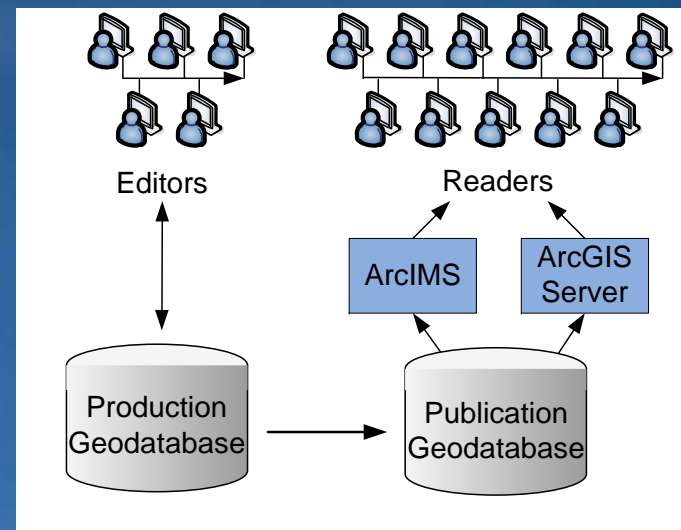 Editors
Readers
ArcIMS
ArcGIS
Server
Production
Geodatabase
Publication
Geodatabase